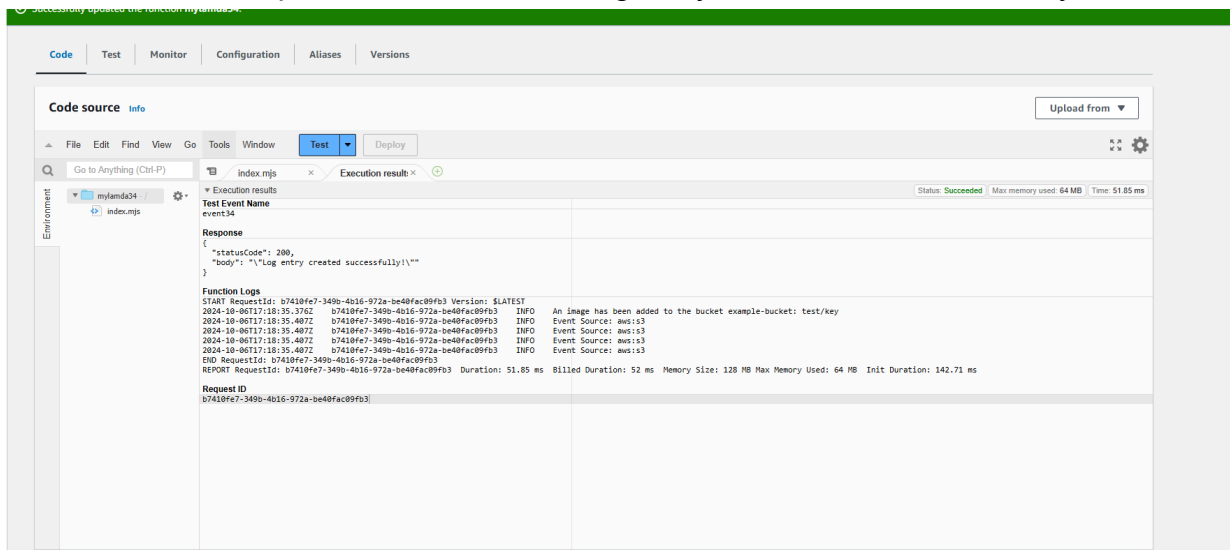 Successfully updated the function mylamda34.
Code Test Monitor Configuration Aliases Versions
Code source Info
Upload from ▼
File Edit Find View Go Tools Window Test Deploy
Go to Anything (Ctrl-P)
index.mjs × Execution results ×
Environment
mylamda34 - /
index.mjs
Execution results
Status: Succeeded Max memory used: 64 MB Time: 51.85 ms
Test Event Name
event34
Response
{
"statusCode": 200,
"body": "\"Log entry created successfully!\""
}
Function Logs
START RequestId: b7410fe7-349b-4b16-972a-be40fac09fb3 Version: $LATEST
2024-10-06T17:18:35.376Z b7410fe7-349b-4b16-972a-be40fac09fb3 INFO An image has been added to the bucket example-bucket: test/key
2024-10-06T17:18:35.407Z b7410fe7-349b-4b16-972a-be40fac09fb3 INFO Event Source: aws:s3
2024-10-06T17:18:35.407Z b7410fe7-349b-4b16-972a-be40fac09fb3 INFO Event Source: aws:s3
2024-10-06T17:18:35.407Z b7410fe7-349b-4b16-972a-be40fac09fb3 INFO Event Source: aws:s3
2024-10-06T17:18:35.407Z b7410fe7-349b-4b16-972a-be40fac09fb3 INFO Event Source: aws:s3
END RequestId: b7410fe7-349b-4b16-972a-be40fac09fb3
REPORT RequestId: b7410fe7-349b-4b16-972a-be40fac09fb3 Duration: 51.85 ms Billed Duration: 52 ms Memory Size: 128 MB Max Memory Used: 64 MB Init Duration: 142.71 ms
Request ID
b7410fe7-349b-4b16-972a-be40fac09fb3